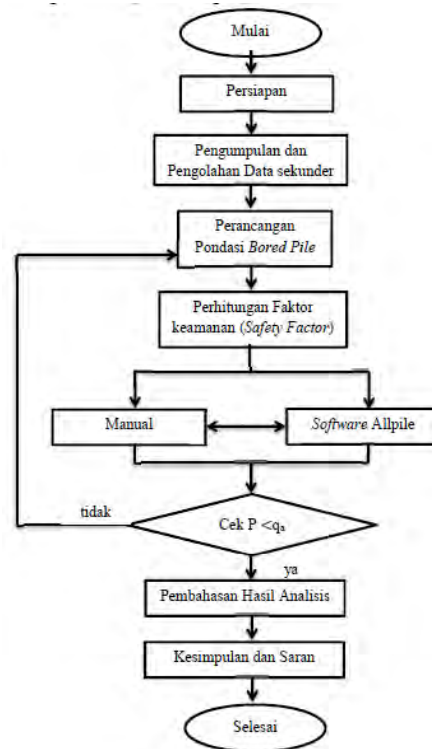 Mulai
Persiapan
Pengumpulan dan
Pengolahan Data sekunder
Perancangan
Pondasi Bored Pile
Perhitungan Faktor
keamanan (Safety Factor)
Manual
Software Allpile
tidak
Cek P <qₐ
ya
Pembahasan Hasil Analisis
Kesimpulan dan Saran
Selesai